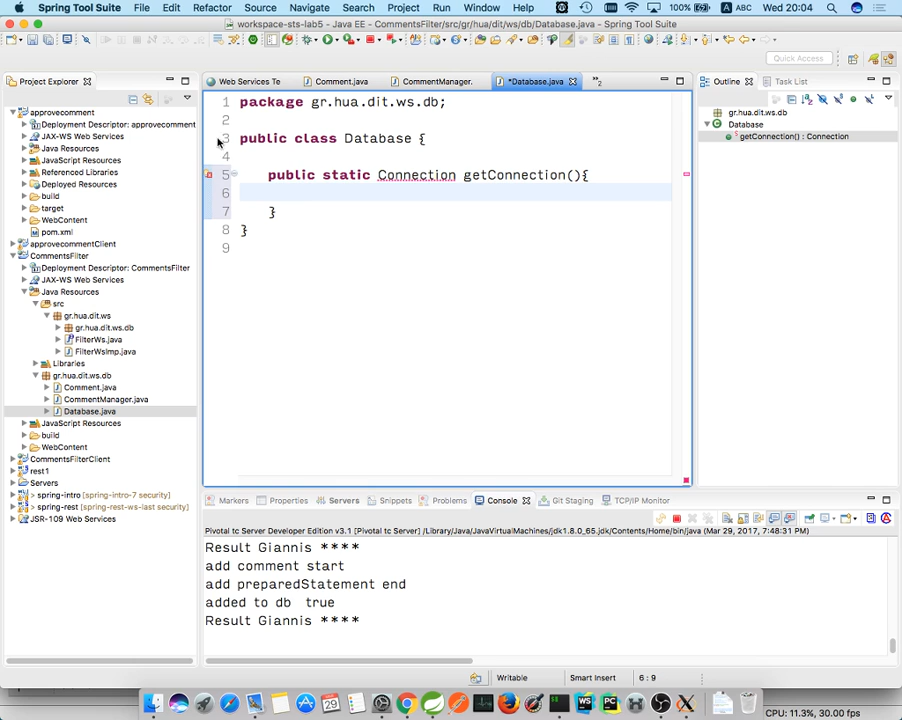 Spring Tool Suite File Edit Refactor Source Navigate Search Project Run Window Help 100% ABC Wed 20:04
workspace-sts-lab5 - Java EE - CommentsFilter/src/gr/hua/dit/ws/db/Database.java - Spring Tool Suite
Quick Access
Project Explorer
approvecomment
Deployment Descriptor: approvecomment
JAX-WS Web Services
Java Resources
JavaScript Resources
Referenced Libraries
Deployed Resources
build
target
WebContent
pom.xml
approvecommentClient
CommentsFilter
Deployment Descriptor: CommentsFilter
JAX-WS Web Services
Java Resources
src
gr.hua.dit.ws
gr.hua.dit.ws.db
FilterWs.java
FilterWsImp.java
Libraries
gr.hua.dit.ws.db
Comment.java
CommentManager.java
Database.java
JavaScript Resources
build
WebContent
CommentsFilterClient
rest1
Servers
> spring-intro [spring-intro-7 security]
> spring-rest [spring-rest-ws-last security]
JSR-109 Web Services
Web Services Te Comment.java CommentManager. *Database.java »2
1 package gr.hua.dit.ws.db;
2
3 public class Database {
4
5 public static Connection getConnection(){
6
7 }
8 }
9
Outline Task List
gr.hua.dit.ws.db
Database
getConnection() : Connection
Markers Properties Servers Snippets Problems Console Git Staging TCP/IP Monitor
Pivotal tc Server Developer Edition v3.1 [Pivotal tc Server] /Library/Java/JavaVirtualMachines/jdk1.8.0_65.jdk/Contents/Home/bin/java (Mar 29, 2017, 7:48:31 PM)
Result Giannis ****
add comment start
add preparedStatement end
added to db  true
Result Giannis ****
Writable Smart Insert 6 : 9
CPU: 11.3%, 30.00 fps